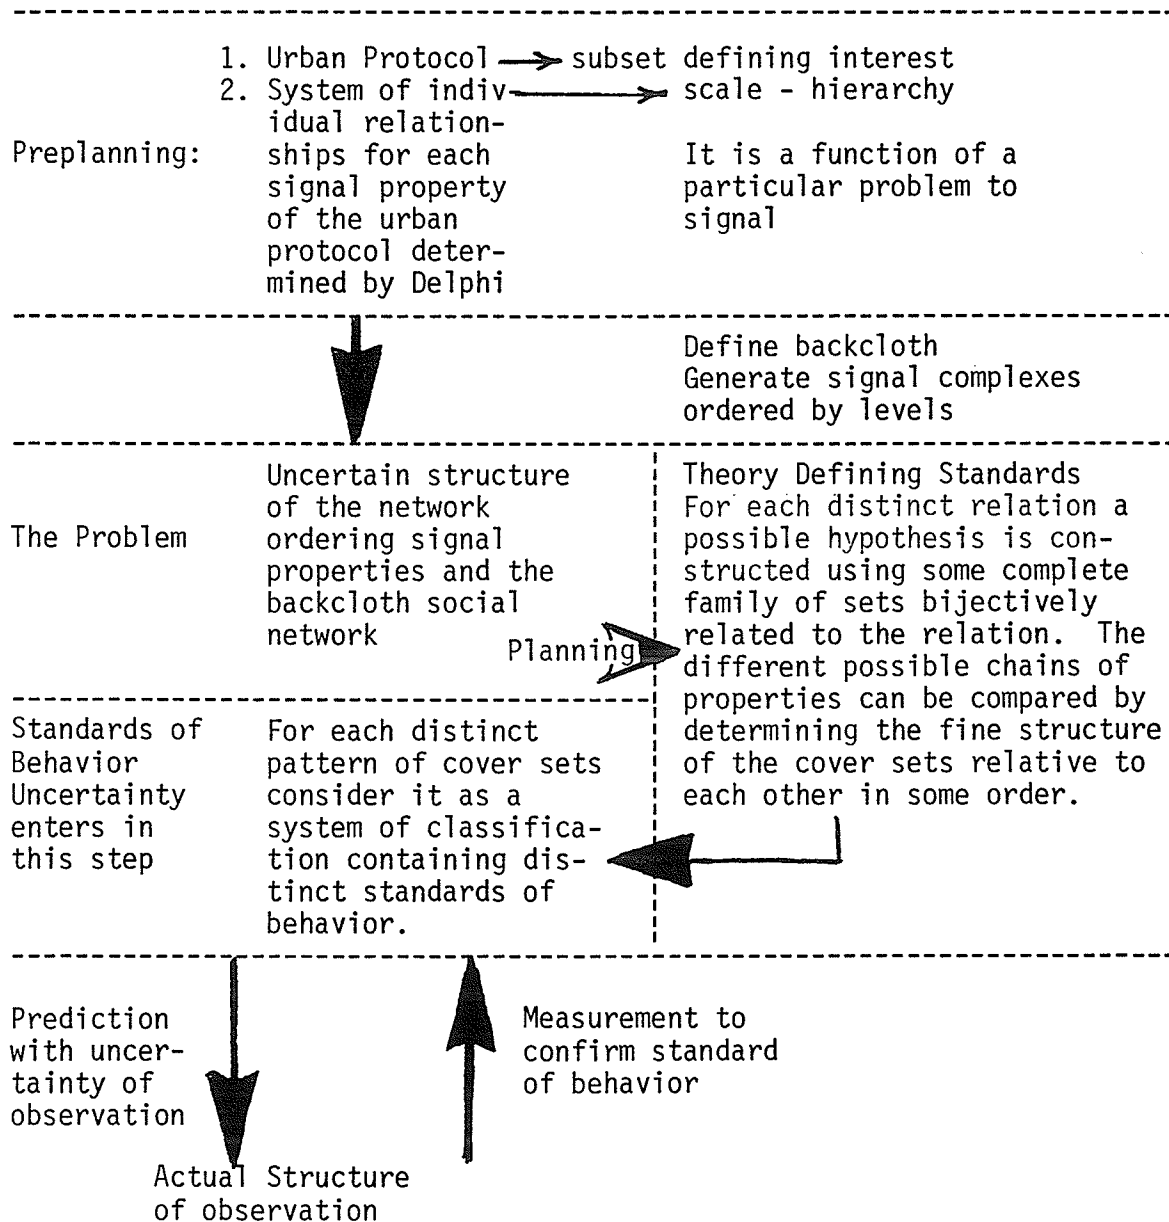 1. Urban Protocol → subset defining interest
2. System of indiv- → scale - hierarchy
idual relation-
Preplanning: ships for each It is a function of a
signal property particular problem to
of the urban signal
protocol deter-
mined by Delphi
Define backcloth
Generate signal complexes
ordered by levels
Uncertain structure
of the network
The Problem ordering signal
properties and the
backcloth social
network
Planning
Theory Defining Standards
For each distinct relation a
possible hypothesis is con-
structed using some complete
family of sets bijectively
related to the relation. The
different possible chains of
properties can be compared by
determining the fine structure
of the cover sets relative to
each other in some order.
Standards of
Behavior
Uncertainty
enters in
this step
For each distinct
pattern of cover sets
consider it as a
system of classifica-
tion containing dis-
tinct standards of
behavior.
Prediction
with uncer-
tainty of
observation
Measurement to
confirm standard
of behavior
Actual Structure
of observation